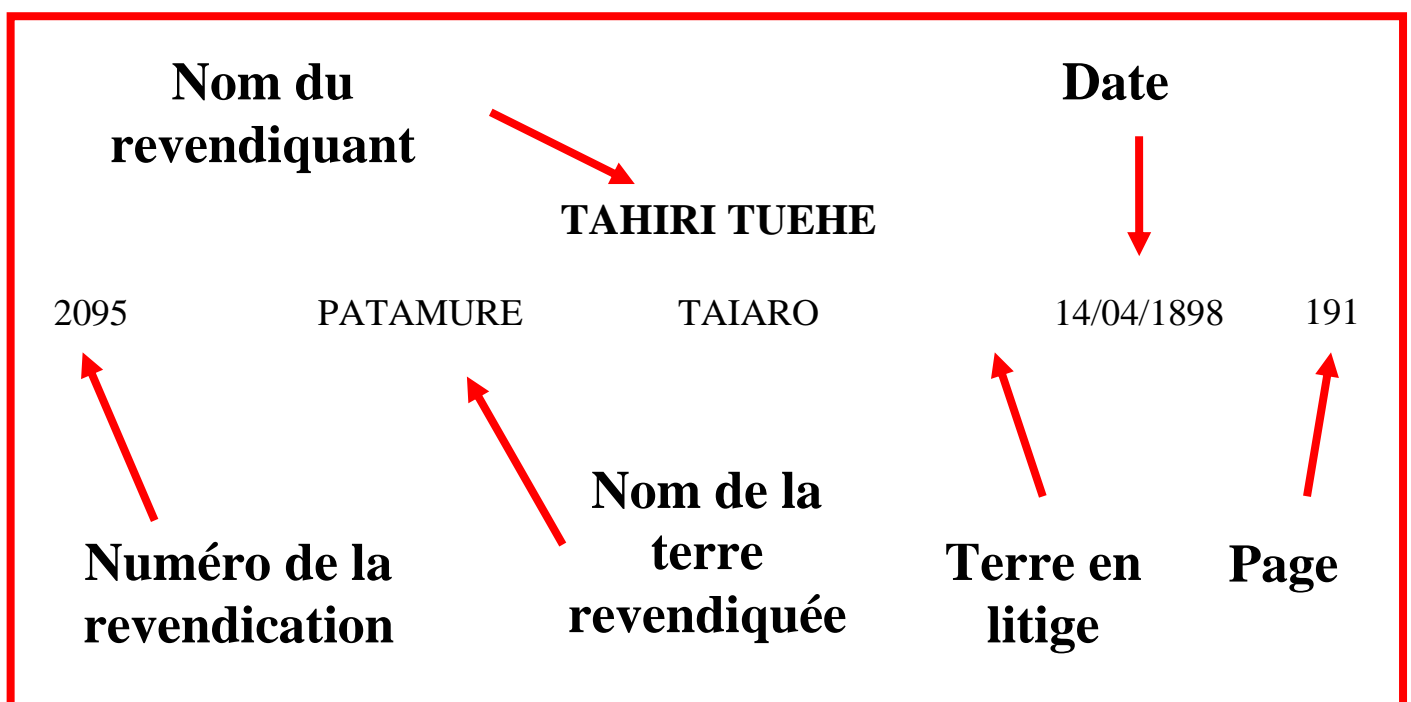 Nom du
revendiquant
Date
TAHIRI TUEHE
2095 PATAMURE TAIARO 14/04/1898 191
Numéro de la
revendication
Nom de la
terre
revendiquée
Terre en
litige
Page